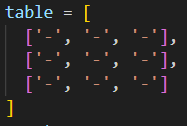 table = [
  ['-', '-', '-'],
  ['-', '-', '-'],
  ['-', '-', '-']
]